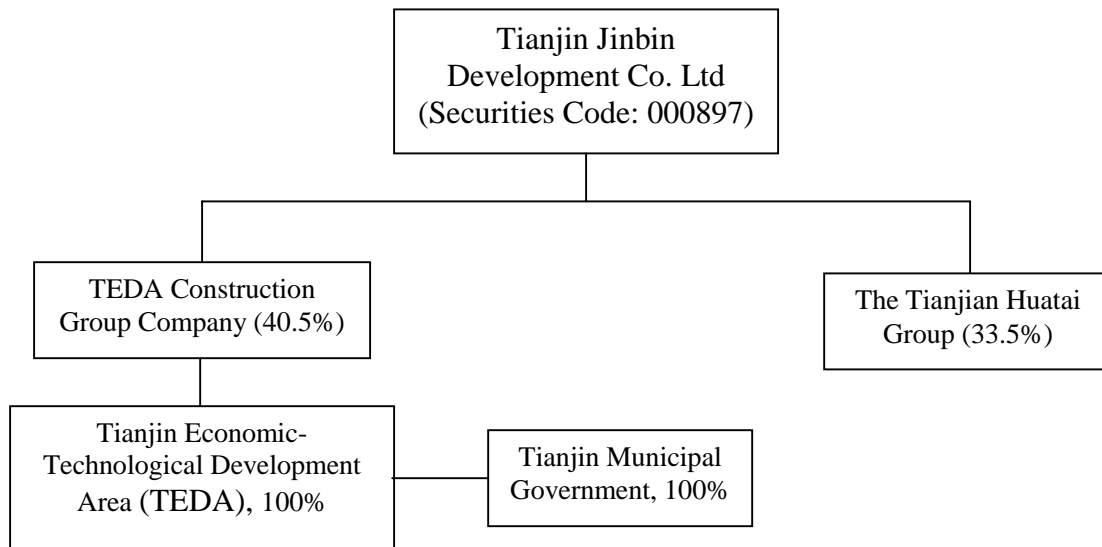 Tianjin Jinbin
Development Co. Ltd
(Securities Code: 000897)
TEDA Construction
Group Company (40.5%)
The Tianjian Huatai
Group (33.5%)
Tianjin Economic-
Technological Development
Area (TEDA), 100%
Tianjin Municipal
Government, 100%